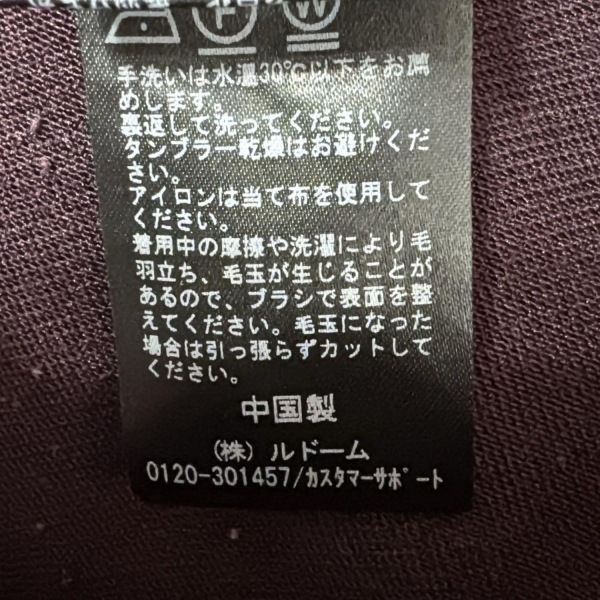 手洗いは水温30℃以下をお薦
めします。
裏返して洗ってください。
タンブラー乾燥はお避けくだ
さい。
アイロンは当て布を使用して
ください。
着用中の摩擦や洗濯により毛
羽立ち、毛玉が生じることが
あるので、ブラシで表面を整
えてください。毛玉になった
場合は引っ張らずカットして
ください。
中国製
(株) ルドーム
0120-301457/ｶｽﾀﾏｰｻﾎﾟｰﾄ